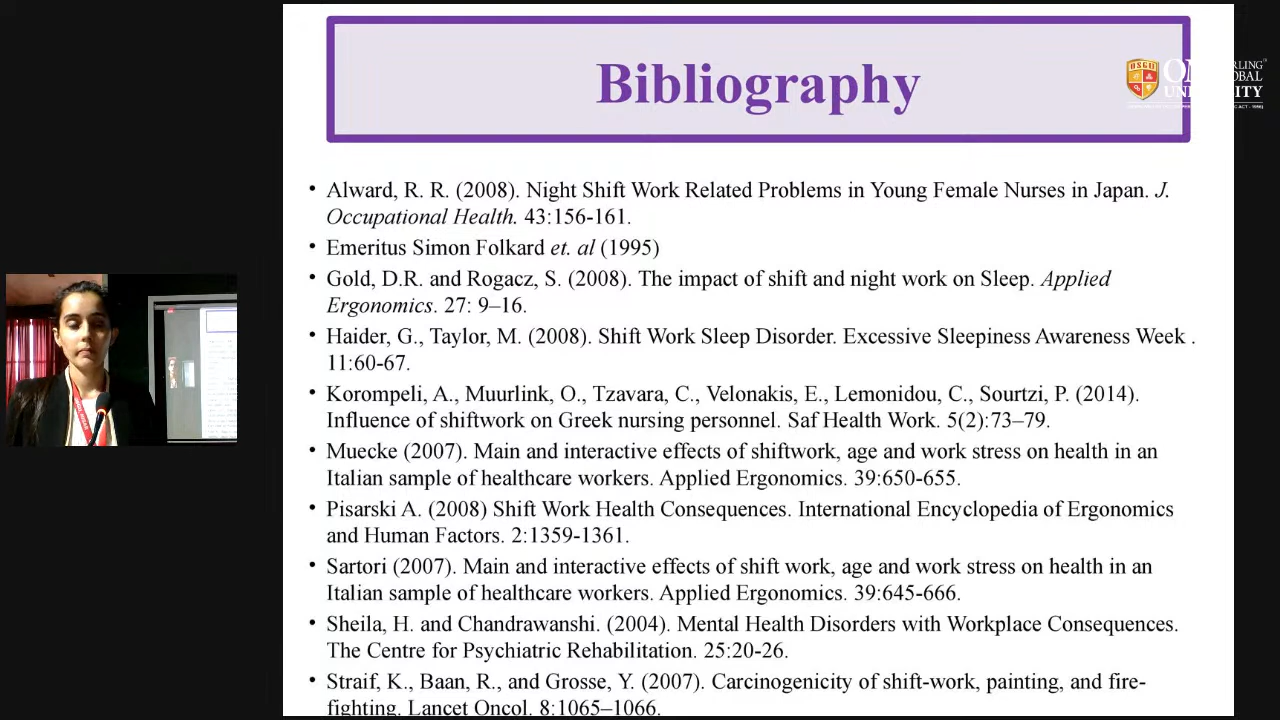 Bibliography
OSGU
UNIVERSITY
• Alward, R. R. (2008). Night Shift Work Related Problems in Young Female Nurses in Japan. J.
Occupational Health. 43:156-161.
• Emeritus Simon Folkard et. al (1995)
• Gold, D.R. and Rogacz, S. (2008). The impact of shift and night work on Sleep. Applied
Ergonomics. 27: 9–16.
• Haider, G., Taylor, M. (2008). Shift Work Sleep Disorder. Excessive Sleepiness Awareness Week .
11:60-67.
• Korompeli, A., Muurlink, O., Tzavara, C., Velonakis, E., Lemonidou, C., Sourtzi, P. (2014).
Influence of shiftwork on Greek nursing personnel. Saf Health Work. 5(2):73–79.
• Muecke (2007). Main and interactive effects of shiftwork, age and work stress on health in an
Italian sample of healthcare workers. Applied Ergonomics. 39:650-655.
• Pisarski A. (2008) Shift Work Health Consequences. International Encyclopedia of Ergonomics
and Human Factors. 2:1359-1361.
• Sartori (2007). Main and interactive effects of shift work, age and work stress on health in an
Italian sample of healthcare workers. Applied Ergonomics. 39:645-666.
• Sheila, H. and Chandrawanshi. (2004). Mental Health Disorders with Workplace Consequences.
The Centre for Psychiatric Rehabilitation. 25:20-26.
• Straif, K., Baan, R., and Grosse, Y. (2007). Carcinogenicity of shift-work, painting, and fire-
fighting. Lancet Oncol. 8:1065–1066.